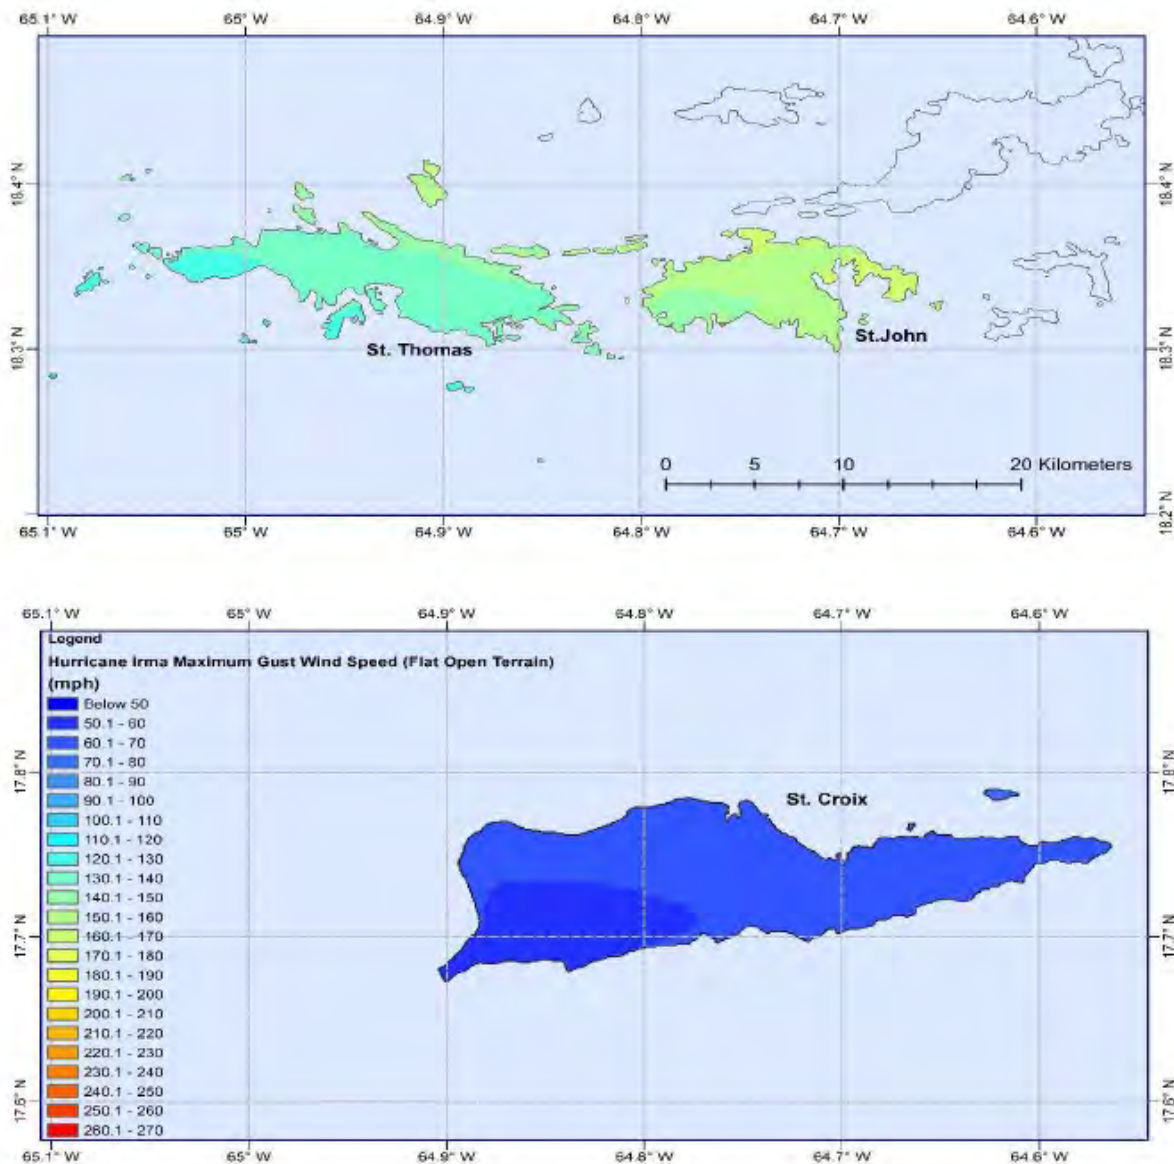 65.1° W 65° W 64.9° W 64.8° W 64.7° W 64.6° W
18.4° N 18.4° N
18.3° N 18.3° N
St. Thomas
St.John
0 5 10 20 Kilometers
18.2° N
65.1° W 65° W 64.9° W 64.8° W 64.7° W 64.6° W
65.1° W 65° W 64.9° W 64.8° W 64.7° W 64.6° W
Legend
Hurricane Irma Maximum Gust Wind Speed (Flat Open Terrain)
(mph)
Below 50
50.1 - 60
60.1 - 70
70.1 - 80
80.1 - 90
90.1 - 100
100.1 - 110
110.1 - 120
120.1 - 130
130.1 - 140
140.1 - 150
150.1 - 160
160.1 - 170
170.1 - 180
180.1 - 190
190.1 - 200
200.1 - 210
210.1 - 220
220.1 - 230
230.1 - 240
240.1 - 250
250.1 - 260
260.1 - 270
17.8° N 17.8° N
St. Croix
17.7° N 17.7° N
17.6° N 17.6° N
65.1° W 65° W 64.9° W 64.8° W 64.7° W 64.6° W